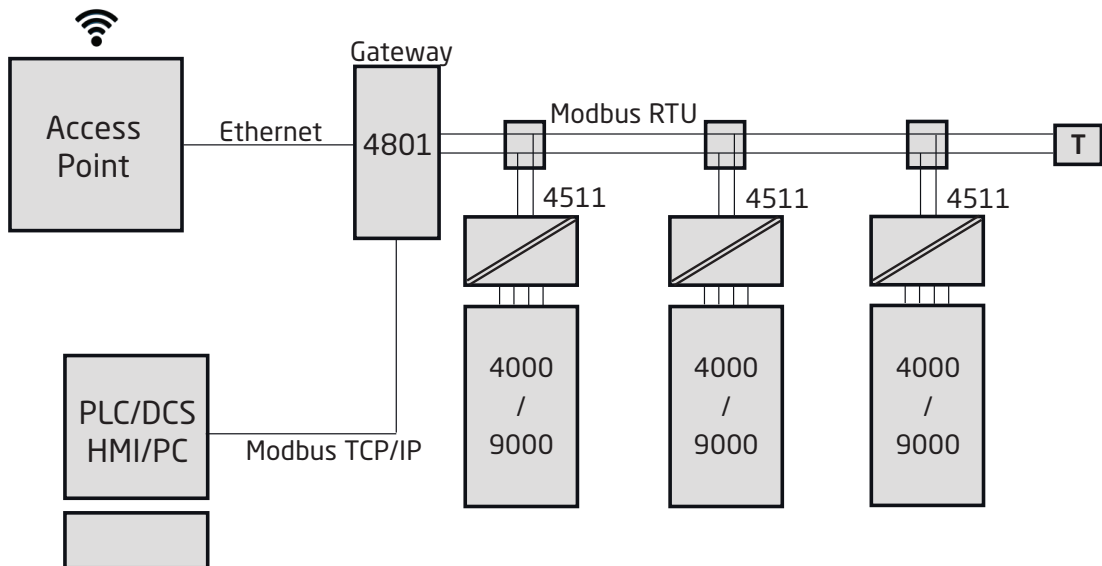 Gateway
Access
Point
Ethernet
4801
Modbus RTU
T
4511
4511
4511
4000
/
9000
4000
/
9000
4000
/
9000
PLC/DCS
HMI/PC
Modbus TCP/IP